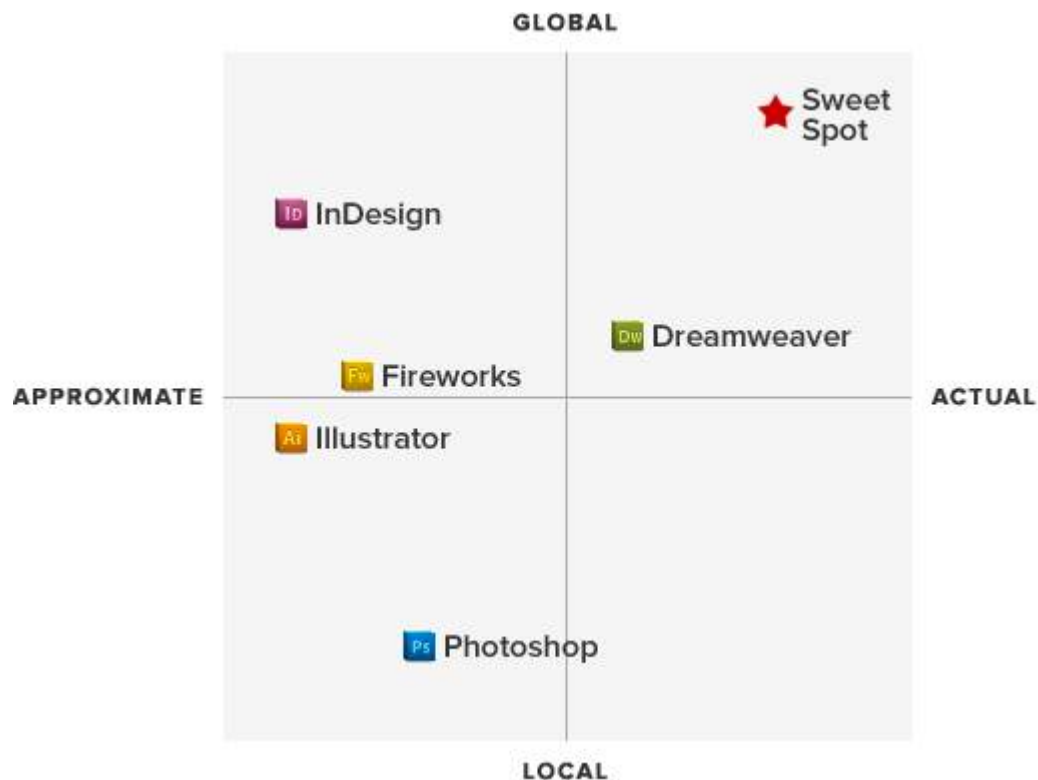 GLOBAL
Sweet
Spot
ID InDesign
Dw Dreamweaver
Fw Fireworks
APPROXIMATE
ACTUAL
Ai Illustrator
Ps Photoshop
LOCAL